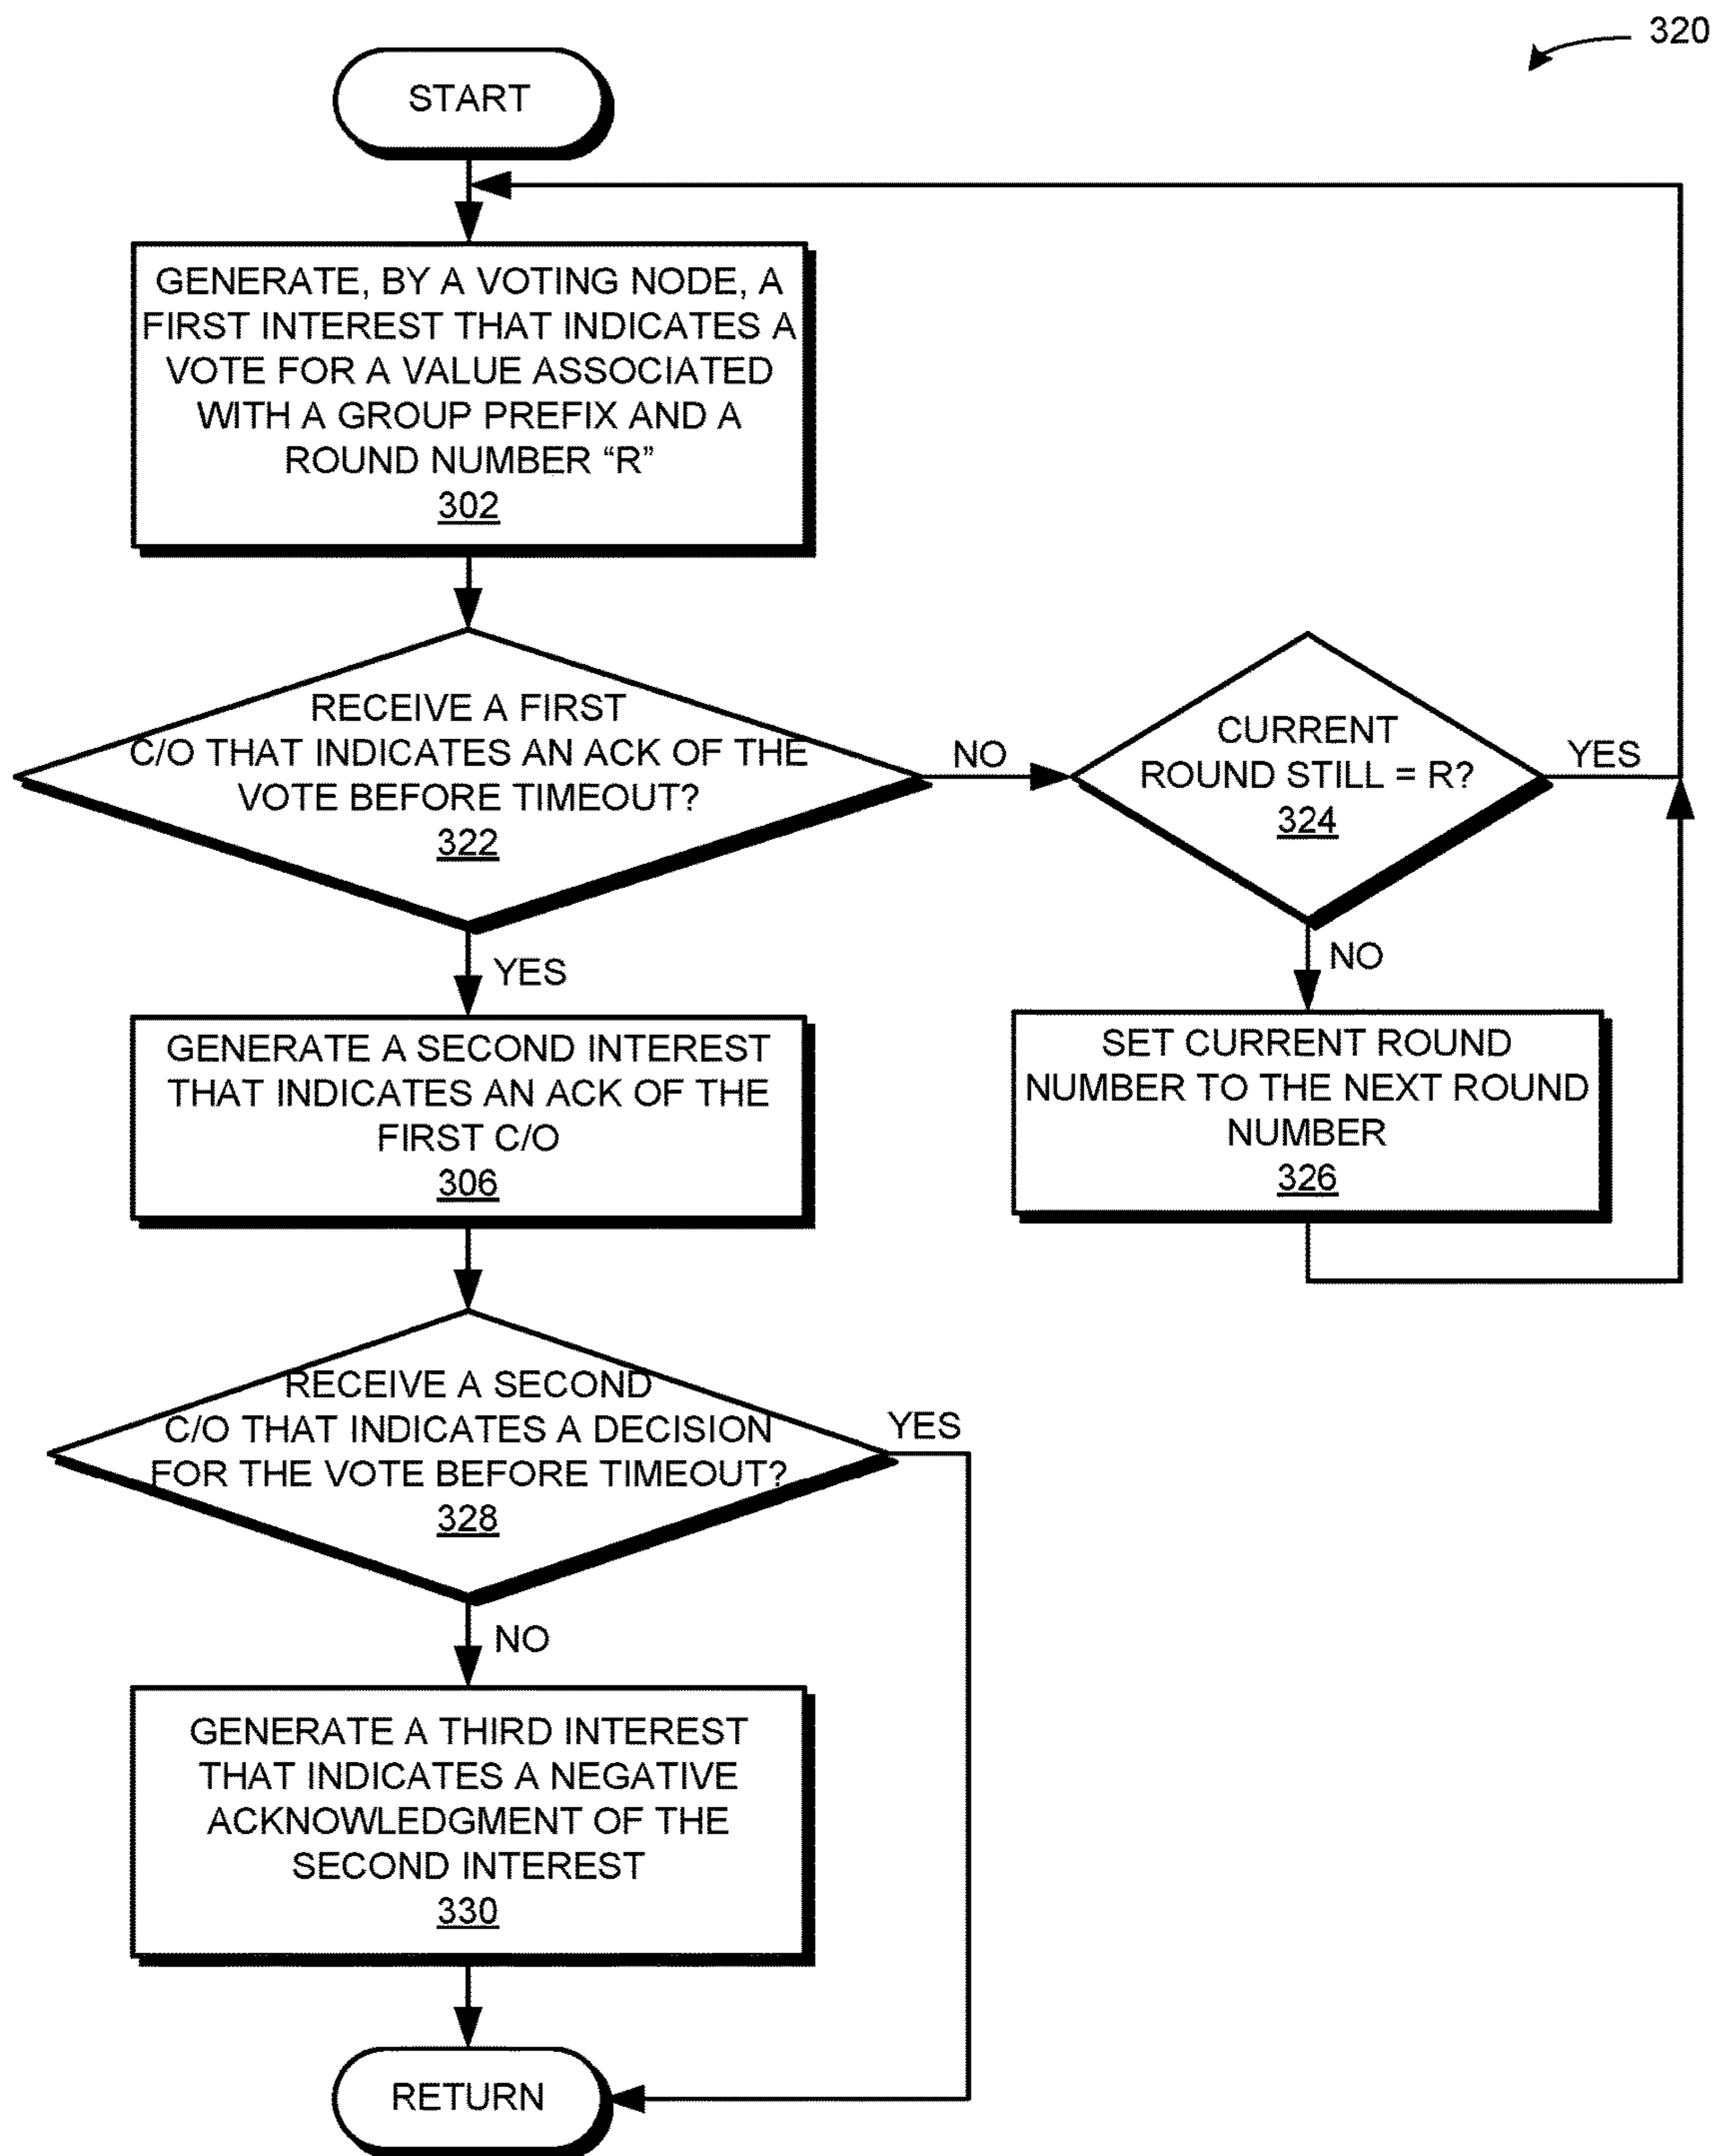 320
START
GENERATE, BY A VOTING NODE, A
FIRST INTEREST THAT INDICATES A
VOTE FOR A VALUE ASSOCIATED
WITH A GROUP PREFIX AND A
ROUND NUMBER “R”
302
RECEIVE A FIRST
C/O THAT INDICATES AN ACK OF THE
VOTE BEFORE TIMEOUT?
322
NO
CURRENT
ROUND STILL = R?
324
YES
YES
NO
GENERATE A SECOND INTEREST
THAT INDICATES AN ACK OF THE
FIRST C/O
306
SET CURRENT ROUND
NUMBER TO THE NEXT ROUND
NUMBER
326
RECEIVE A SECOND
C/O THAT INDICATES A DECISION
FOR THE VOTE BEFORE TIMEOUT?
328
YES
NO
GENERATE A THIRD INTEREST
THAT INDICATES A NEGATIVE
ACKNOWLEDGMENT OF THE
SECOND INTEREST
330
RETURN